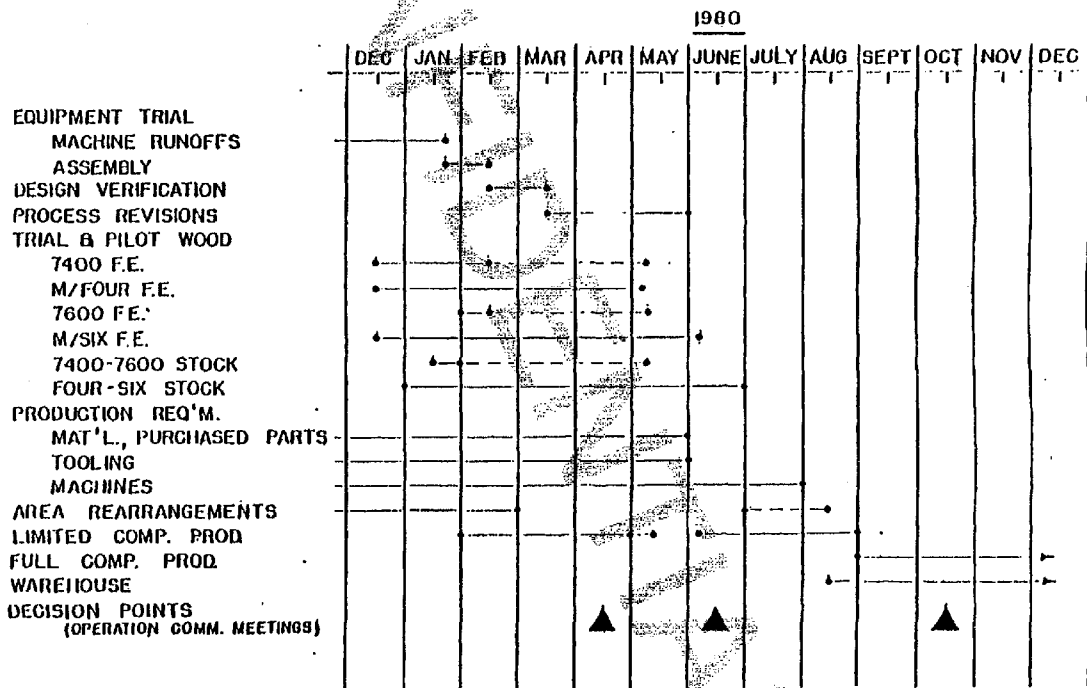 1980
DEC JAN FEB MAR APR MAY JUNE JULY AUG SEPT OCT NOV DEC
EQUIPMENT TRIAL
MACHINE RUNOFFS
ASSEMBLY
DESIGN VERIFICATION
PROCESS REVISIONS
TRIAL & PILOT WOOD
7400 F.E.
M/FOUR F.E.
7600 F.E.
M/SIX F.E.
7400-7600 STOCK
FOUR-SIX STOCK
PRODUCTION REQ'M.
MAT'L., PURCHASED PARTS
TOOLING
MACHINES
AREA REARRANGEMENTS
LIMITED COMP. PROD
FULL COMP. PROD.
WAREHOUSE
DECISION POINTS
(OPERATION COMM. MEETINGS)